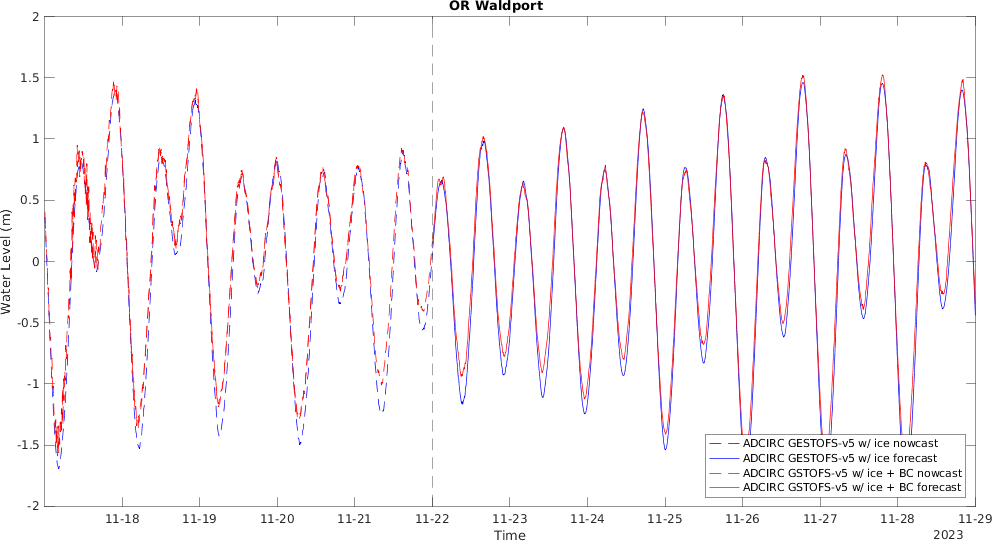 OR Waldport
2
1.5
1
0.5
0
-0.5
-1
-1.5
-2
Water Level (m)
ADCIRC GESTOFS-v5 w/ ice nowcast
ADCIRC GESTOFS-v5 w/ ice forecast
ADCIRC GSTOFS-v5 w/ ice + BC nowcast
ADCIRC GSTOFS-v5 w/ ice + BC forecast
11-18 11-19 11-20 11-21 11-22 11-23 11-24 11-25 11-26 11-27 11-28 11-29
Time
2023